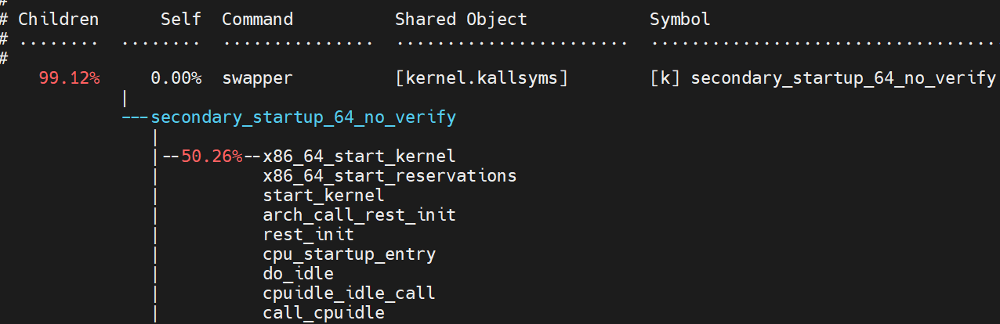 #
# Children      Self  Command          Shared Object            Symbol
# ........  ........  ...............  .......................  ..................................
#
    99.12%     0.00%  swapper          [kernel.kallsyms]        [k] secondary_startup_64_no_verify
            |
            ---secondary_startup_64_no_verify
               |
               |--50.26%--x86_64_start_kernel
               |          x86_64_start_reservations
               |          start_kernel
               |          arch_call_rest_init
               |          rest_init
               |          cpu_startup_entry
               |          do_idle
               |          cpuidle_idle_call
               |          call_cpuidle